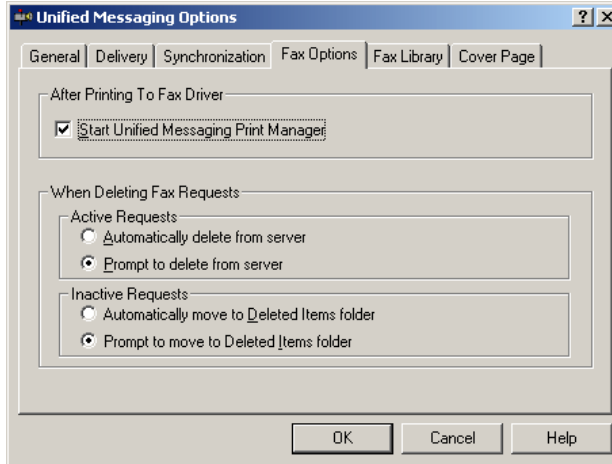 Unified Messaging Options
General Delivery Synchronization Fax Options Fax Library Cover Page
After Printing To Fax Driver
Start Unified Messaging Print Manager
When Deleting Fax Requests
Active Requests
Automatically delete from server
Prompt to delete from server
Inactive Requests
Automatically move to Deleted Items folder
Prompt to move to Deleted Items folder
OK Cancel Help